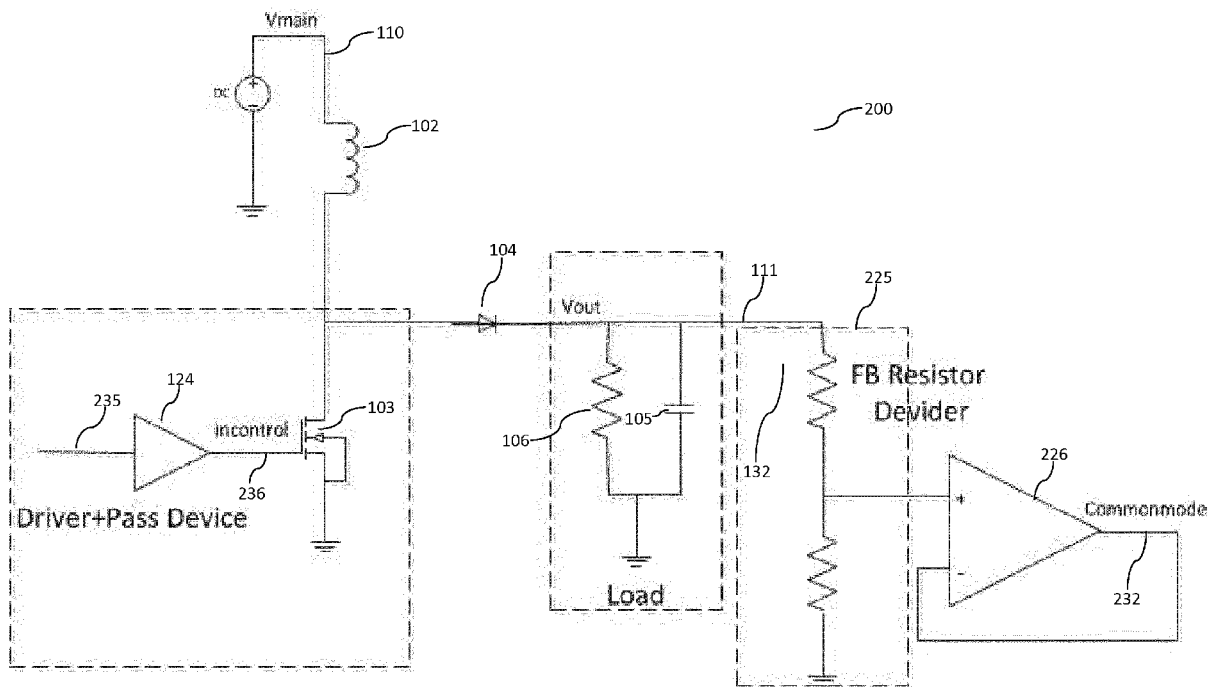 Vmain
110
DC
102
200
104
111
225
Vout
FB Resistor
Devider
124
103
235
incontrol
106
105
132
226
236
Commonmode
Driver+Pass Device
232
Load